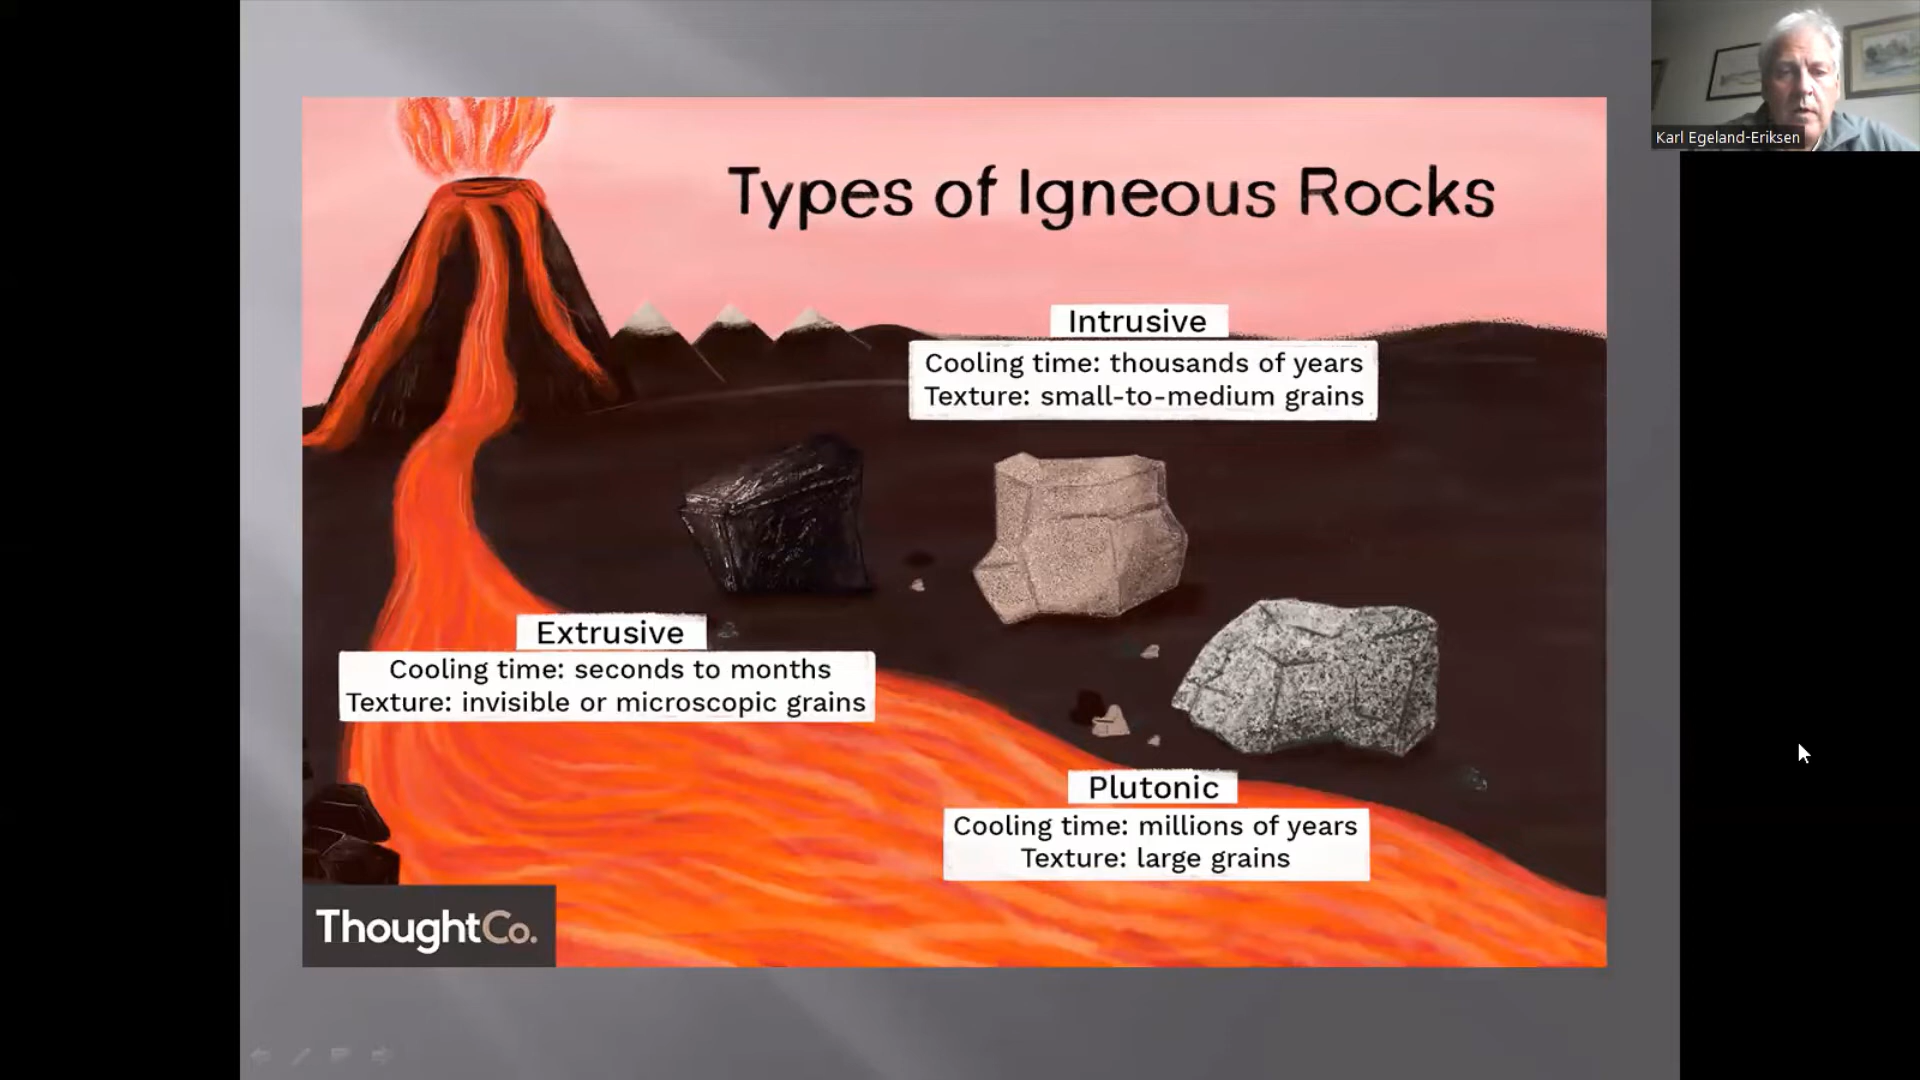 Karl Egeland-Eriksen
Types of Igneous Rocks
Intrusive
Cooling time: thousands of years
Texture: small-to-medium grains
Extrusive
Cooling time: seconds to months
Texture: invisible or microscopic grains
Plutonic
Cooling time: millions of years
Texture: large grains
ThoughtCo.